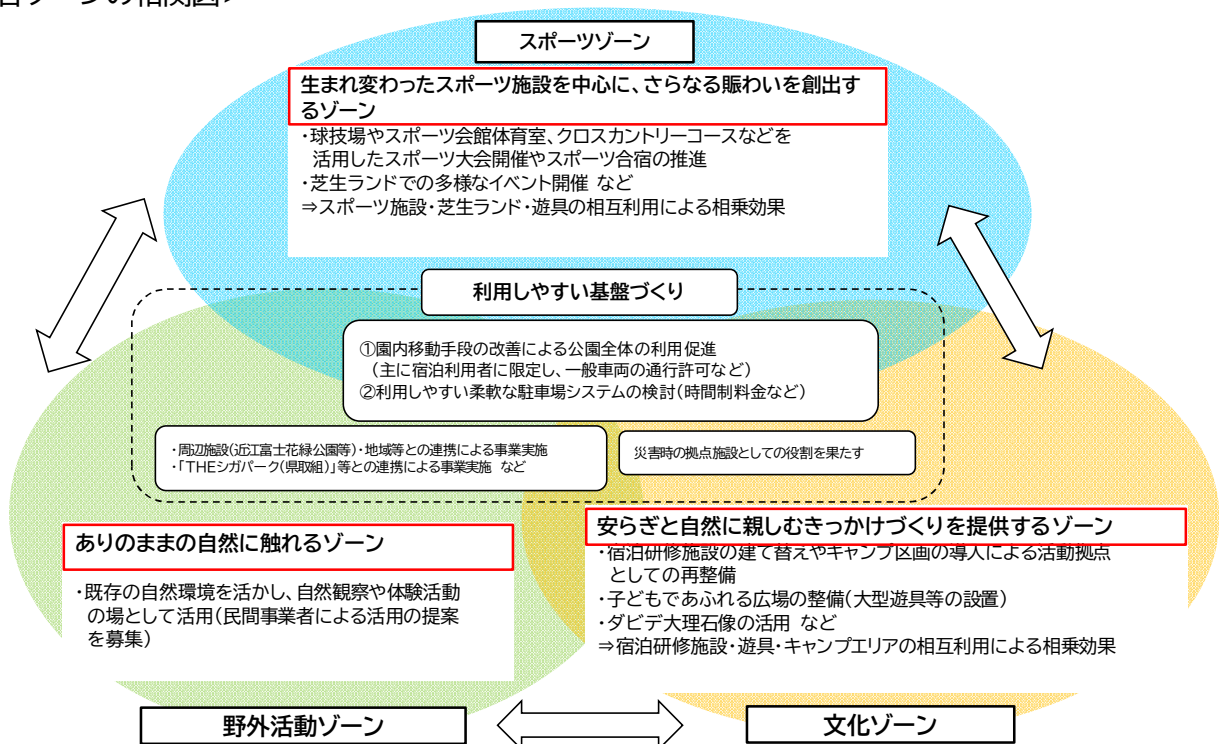 各ゾーンの相関図>
スポーツゾーン
生まれ変わったスポーツ施設を中心に、さらなる賑わいを創出す
るゾーン
・球技場やスポーツ会館体育室、クロスカントリーコースなどを
活用したスポーツ大会開催やスポーツ合宿の推進
・芝生ランドでの多様なイベント開催 など
⇒スポーツ施設・芝生ランド・遊具の相互利用による相乗効果
利用しやすい基盤づくり
①園内移動手段の改善による公園全体の利用促進
（主に宿泊利用者に限定し、一般車両の通行許可など）
②利用しやすい柔軟な駐車場システムの検討（時間制料金など）
・周辺施設（近江富士花緑公園等）・地域等との連携による事業実施
・「THEシガパーク（県取組）」等との連携による事業実施 など
災害時の拠点施設としての役割を果たす
ありのままの自然に触れるゾーン
・既存の自然環境を活かし、自然観察や体験活動
の場として活用（民間事業者による活用の提案
を募集）
安らぎと自然に親しむきっかけづくりを提供するゾーン
・宿泊研修施設の建て替えやキャンプ区画の導入による活動拠点
としての再整備
・子どもであふれる広場の整備（大型遊具等の設置）
・ダビデ大理石像の活用 など
⇒宿泊研修施設・遊具・キャンプエリアの相互利用による相乗効果
野外活動ゾーン
文化ゾーン